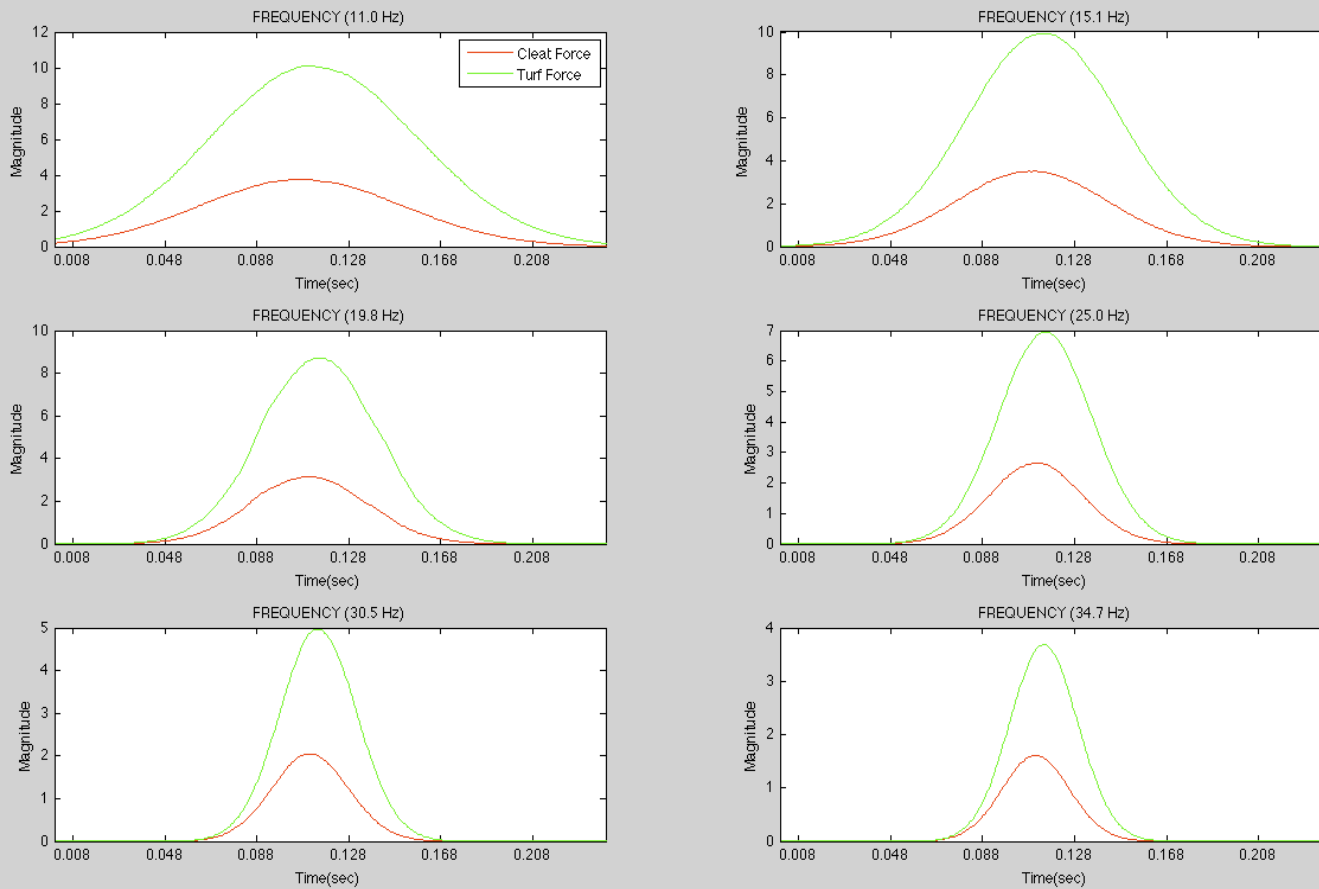 FREQUENCY (11.0 Hz)
12
10
8
6
4
2
0
Magnitude
Cleat Force
Turf Force
0.008 0.048 0.088 0.128 0.168 0.208
Time(sec)
FREQUENCY (15.1 Hz)
10
8
6
4
2
0
Magnitude
0.008 0.048 0.088 0.128 0.168 0.208
Time(sec)
FREQUENCY (19.8 Hz)
10
8
6
4
2
0
Magnitude
0.008 0.048 0.088 0.128 0.168 0.208
Time(sec)
FREQUENCY (25.0 Hz)
7
6
5
4
3
2
1
0
Magnitude
0.008 0.048 0.088 0.128 0.168 0.208
Time(sec)
FREQUENCY (30.5 Hz)
5
4
3
2
1
0
Magnitude
0.008 0.048 0.088 0.128 0.168 0.208
Time(sec)
FREQUENCY (34.7 Hz)
4
3
2
1
0
Magnitude
0.008 0.048 0.088 0.128 0.168 0.208
Time(sec)